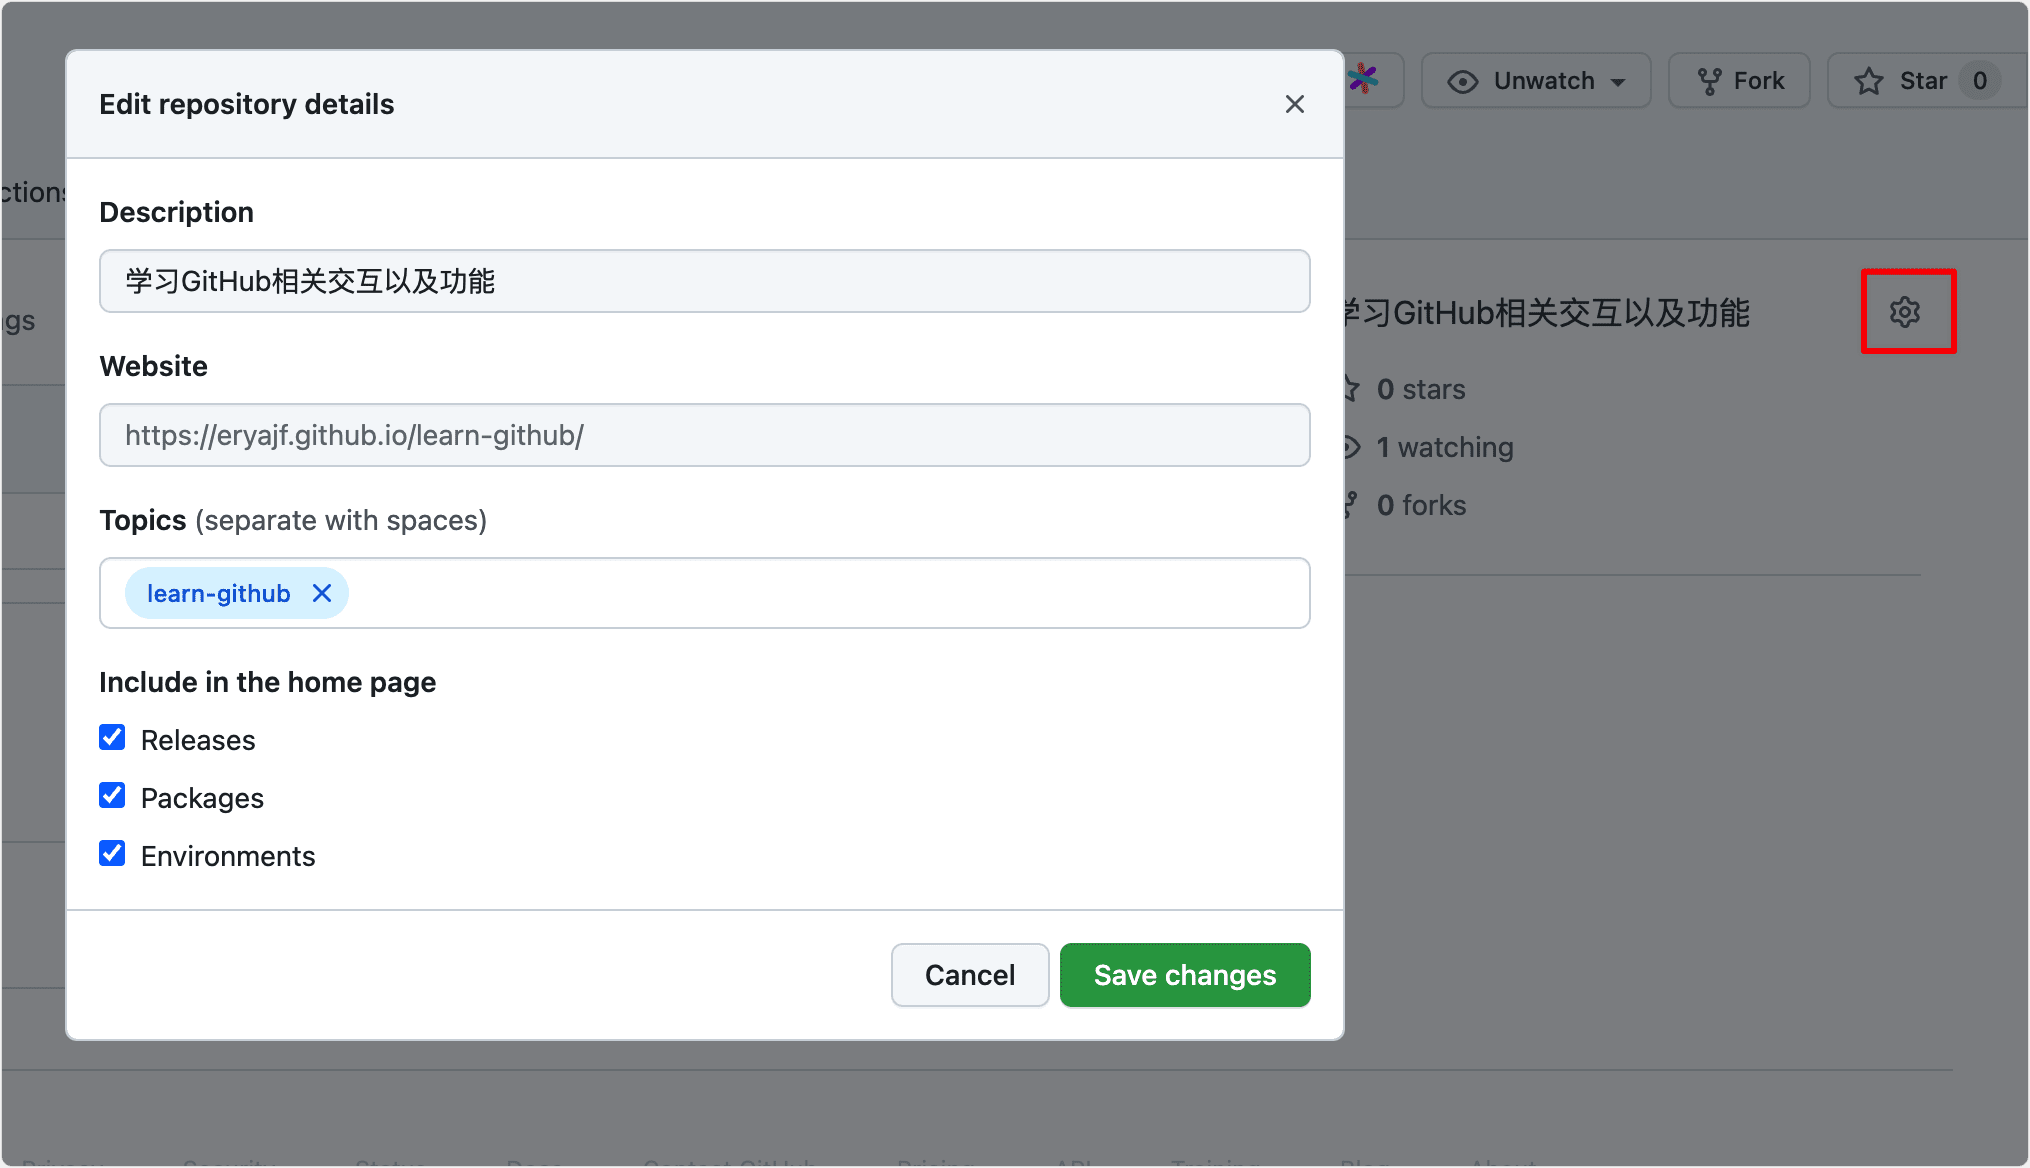 Unwatch
Fork
Star 0
Edit repository details
Description
学习GitHub相关交互以及功能
Website
https://eryajf.github.io/learn-github/
Topics (separate with spaces)
learn-github
Include in the home page
Releases
Packages
Environments
Cancel
Save changes
学习GitHub相关交互以及功能
0 stars
1 watching
0 forks